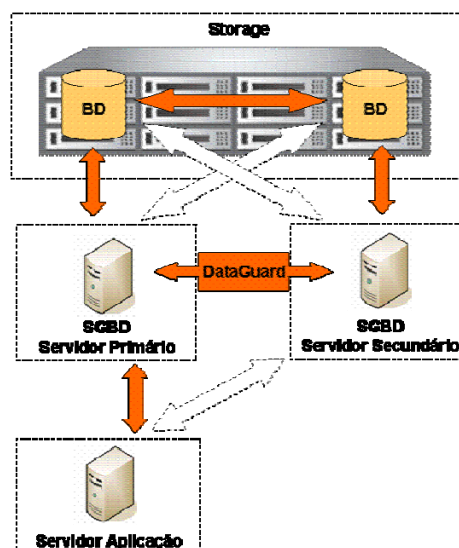 Storage
BD
BD
DataGuard
SGBD
Servidor Primário
SGBD
Servidor Secundário
Servidor Aplicação